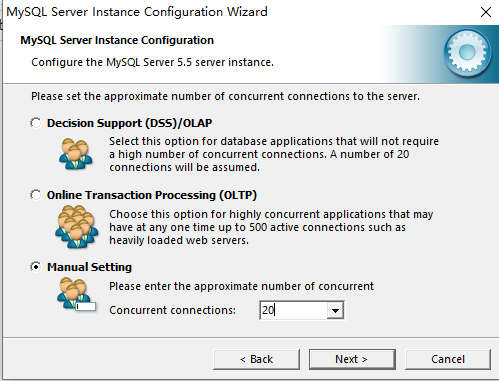 MySQL Server Instance Configuration Wizard
MySQL Server Instance Configuration
Configure the MySQL Server 5.5 server instance.
Please set the approximate number of concurrent connections to the server.
Decision Support (DSS)/OLAP
Select this option for database applications that will not require
a high number of concurrent connections. A number of 20
connections will be assumed.
Online Transaction Processing (OLTP)
Choose this option for highly concurrent applications that may
have at any one time up to 500 active connections such as
heavily loaded web servers.
Manual Setting
Please enter the approximate number of concurrent
Concurrent connections: 20
< Back Next > Cancel